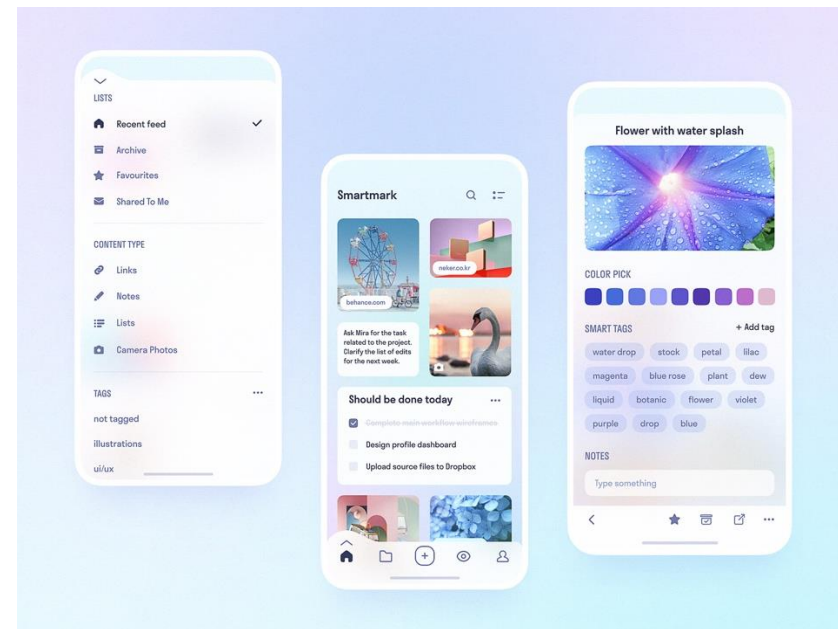 LISTS
Recent feed
Archive
Favourites
Shared To Me
CONTENT TYPE
Links
Notes
Lists
Camera Photos
TAGS
not tagged
illustrations
ui/ux
Smartmark
behance.com
neker.co.kr
Ask Mira for the task
related to the project.
Clarify the list of edits
for the next week.
Should be done today
Complete main workflow wireframes
Design profile dashboard
Upload source files to Dropbox
Flower with water splash
COLOR PICK
SMART TAGS + Add tag
water drop stock petal lilac
magenta blue rose plant dew
liquid botanic flower violet
purple drop blue
NOTES
Type something